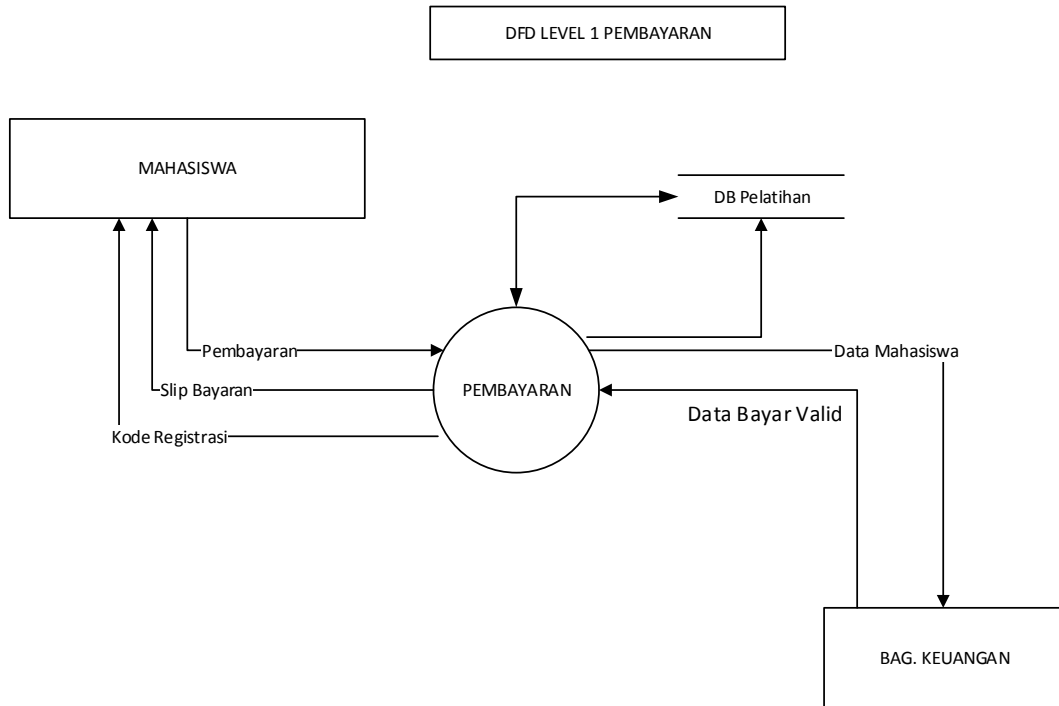 DFD LEVEL 1 PEMBAYARAN
MAHASISWA
DB Pelatihan
Pembayaran
Data Mahasiswa
Slip Bayaran
PEMBAYARAN
Data Bayar Valid
Kode Registrasi
BAG. KEUANGAN